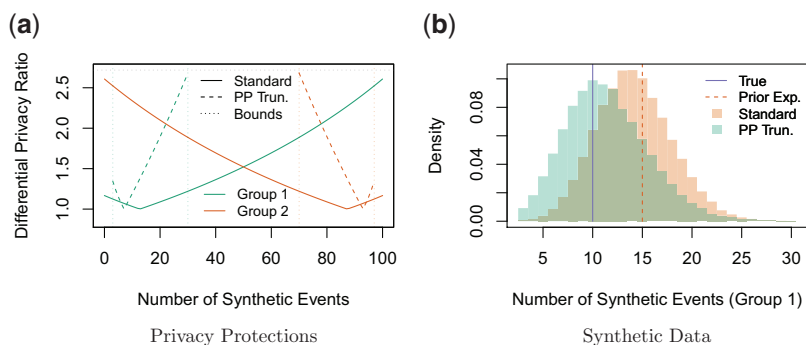 (a)
Differential Privacy Ratio
2.5
2.0
1.5
1.0
Standard
PP Trun.
Bounds
Group 1
Group 2
0 20 40 60 80 100
Number of Synthetic Events
Privacy Protections
(b)
Density
0.08
0.04
0.00
True
Prior Exp.
Standard
PP Trun.
5 10 15 20 25 30
Number of Synthetic Events (Group 1)
Synthetic Data